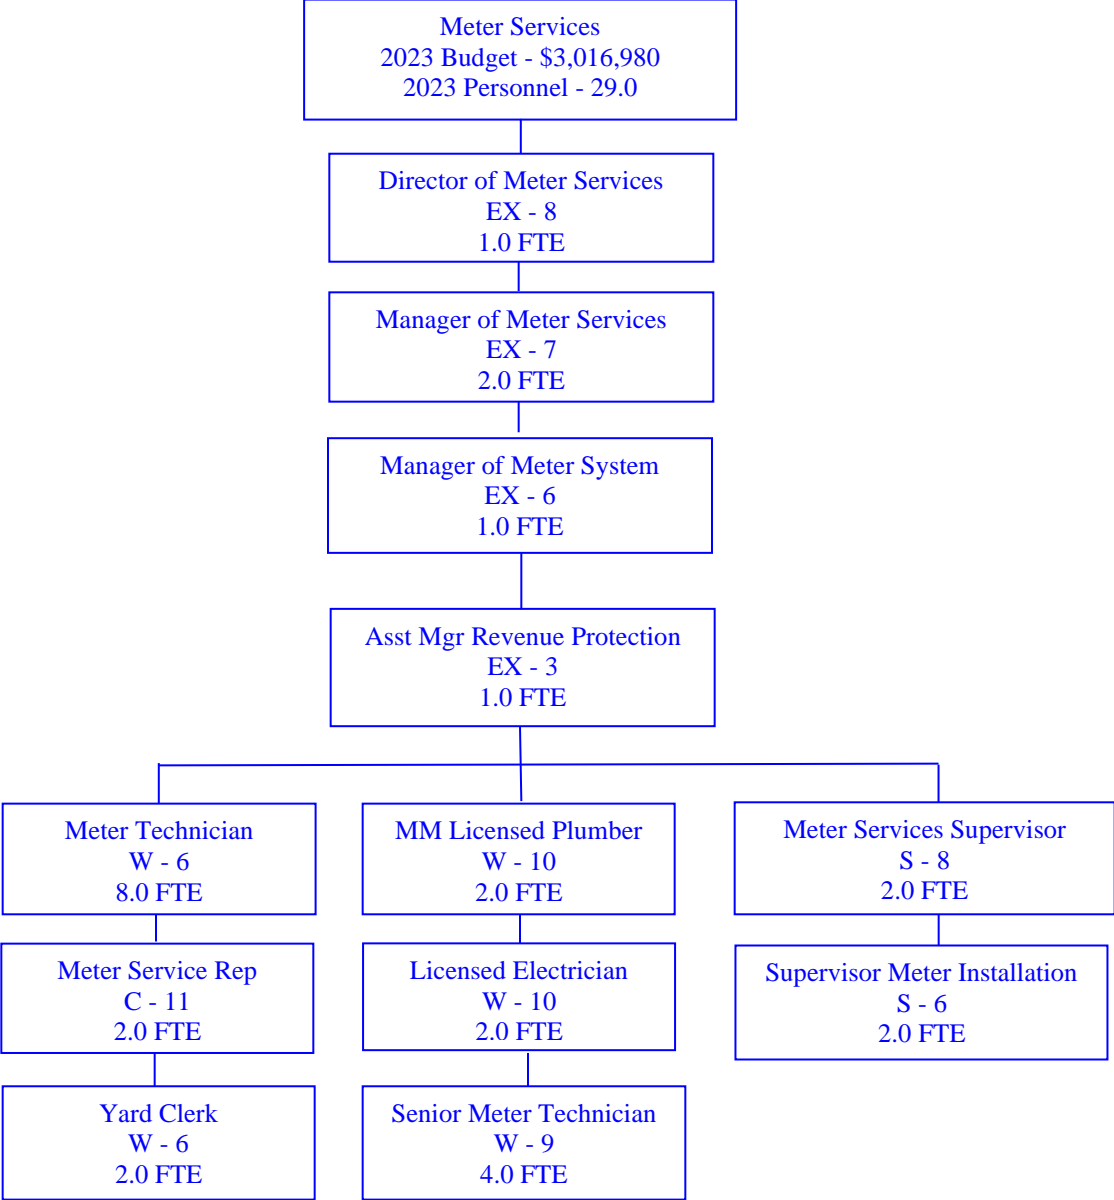 Meter Services
2023 Budget - $3,016,980
2023 Personnel - 29.0
Director of Meter Services
EX - 8
1.0 FTE
Manager of Meter Services
EX - 7
2.0 FTE
Manager of Meter System
EX - 6
1.0 FTE
Asst Mgr Revenue Protection
EX - 3
1.0 FTE
Meter Technician
W - 6
8.0 FTE
MM Licensed Plumber
W - 10
2.0 FTE
Meter Services Supervisor
S - 8
2.0 FTE
Meter Service Rep
C - 11
2.0 FTE
Licensed Electrician
W - 10
2.0 FTE
Supervisor Meter Installation
S - 6
2.0 FTE
Yard Clerk
W - 6
2.0 FTE
Senior Meter Technician
W - 9
4.0 FTE